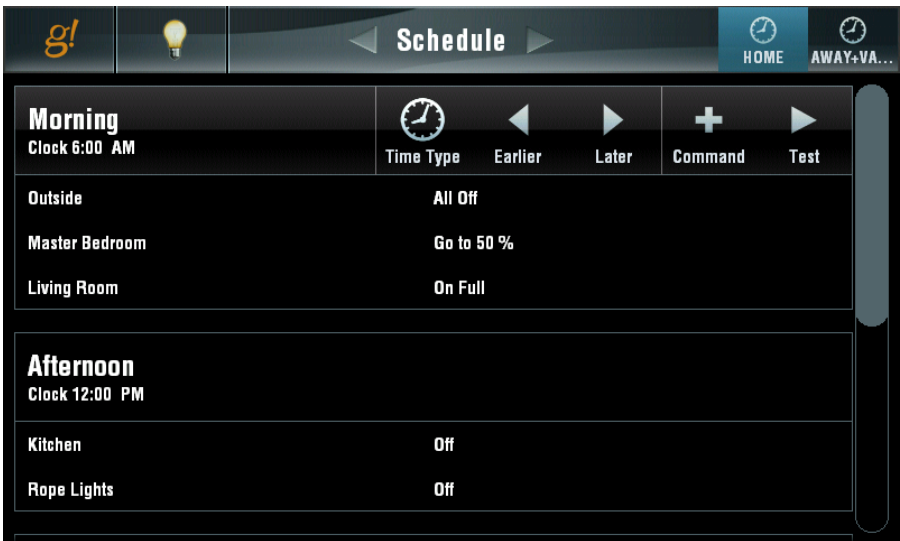 g!
Schedule
HOME
AWAY+VA...
Morning
Clock 6:00 AM
Time Type
Earlier
Later
Command
Test
Outside All Off
Master Bedroom Go to 50 %
Living Room On Full
Afternoon
Clock 12:00 PM
Kitchen Off
Rope Lights Off